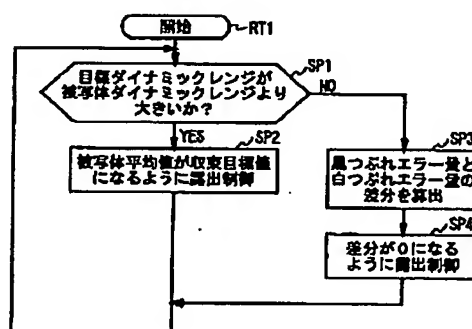 開始
RT1
SP1
目標ダイナミックレンジが
被写体ダイナミックレンジより
大きいか?
NO
YES
SP2
被写体平均値が収束目標値
になるように露出制御
SP3
黒つぶれエラー量と
白つぶれエラー量の
差分を算出
SP4
差分が0になる
ように露出制御